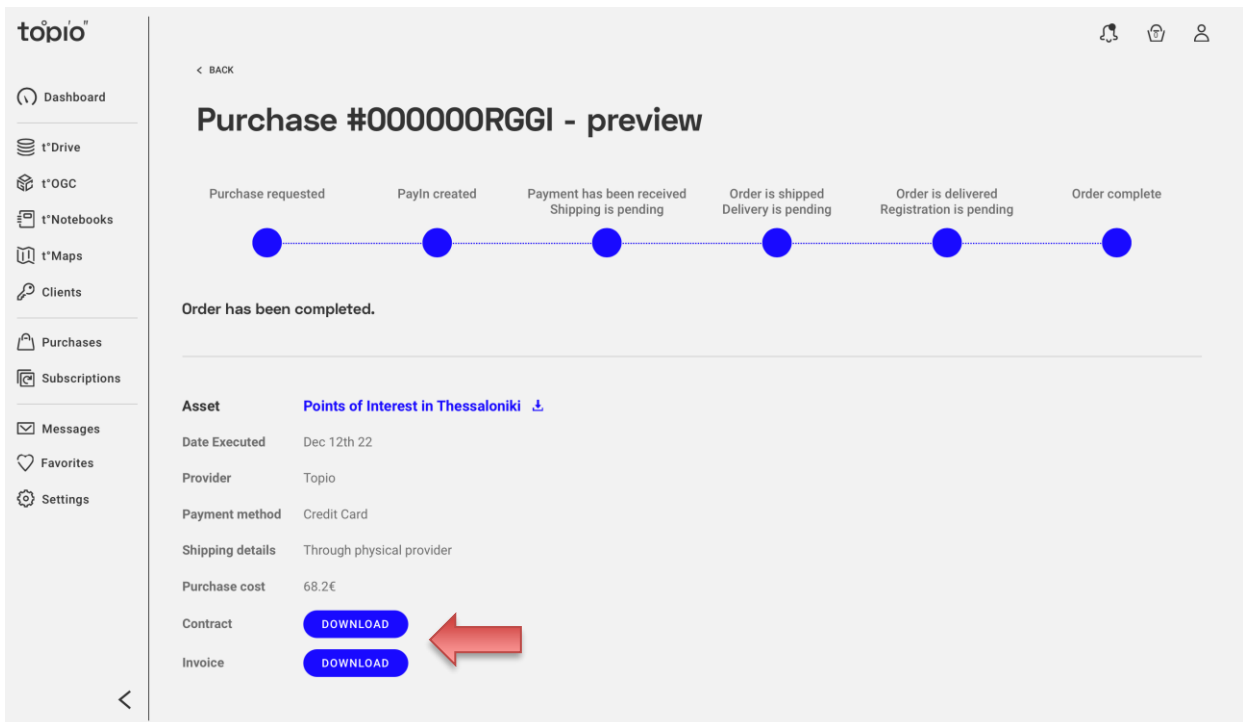 topio
Dashboard
t°Drive
t°OGC
t°Notebooks
t°Maps
Clients
Purchases
Subscriptions
Messages
Favorites
Settings
0
< BACK
Purchase #000000RGGI - preview
Purchase requested
PayIn created
Payment has been received
Shipping is pending
Order is shipped
Delivery is pending
Order is delivered
Registration is pending
Order complete
Order has been completed.
Asset Points of Interest in Thessaloniki
Date Executed Dec 12th 22
Provider Topio
Payment method Credit Card
Shipping details Through physical provider
Purchase cost 68.2€
Contract DOWNLOAD
Invoice DOWNLOAD